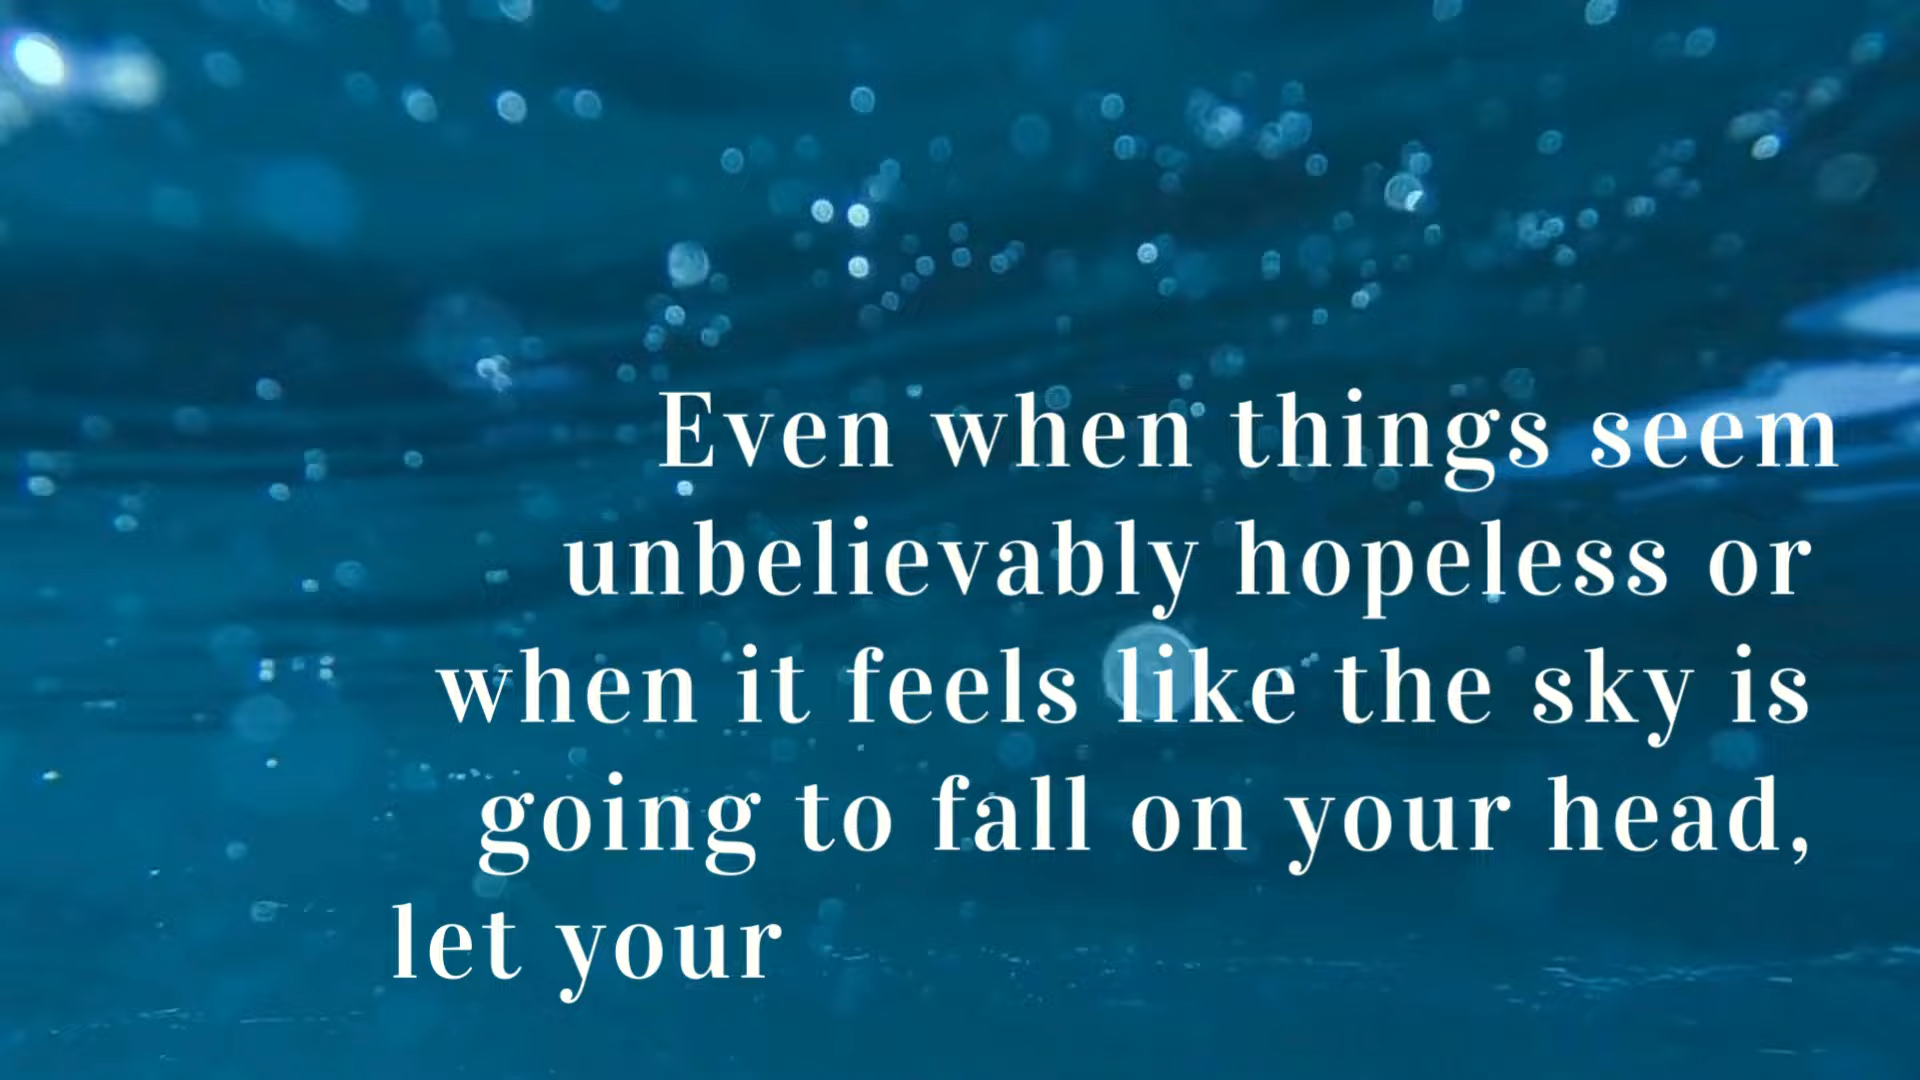 Even when things seem
unbelievably hopeless or
when it feels like the sky is
going to fall on your head,
let your